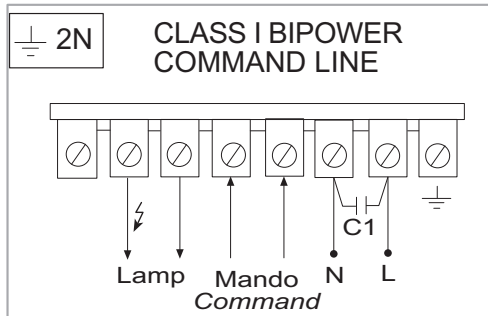 2N
CLASS I BIPOWER
COMMAND LINE
C1
Lamp
Mando
N
L
Command